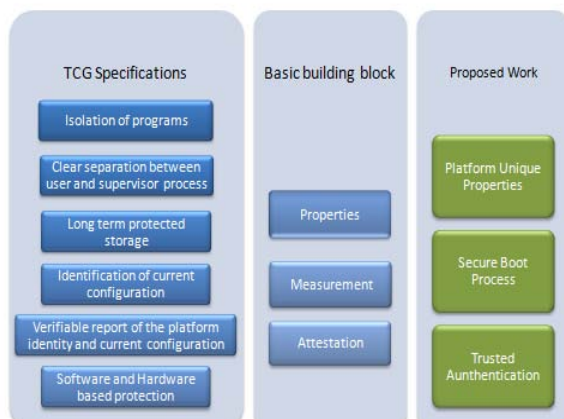 TCG Specifications
Isolation of programs
Clear separation between
user and supervisor process
Long term protected
storage
Identification of current
configuration
Verifiable report of the platform
identity and current configuration
Software and Hardware
based protection
Basic building block
Properties
Measurement
Attestation
Proposed Work
Platform Unique
Properties
Secure Boot
Process
Trusted
Aunthentication